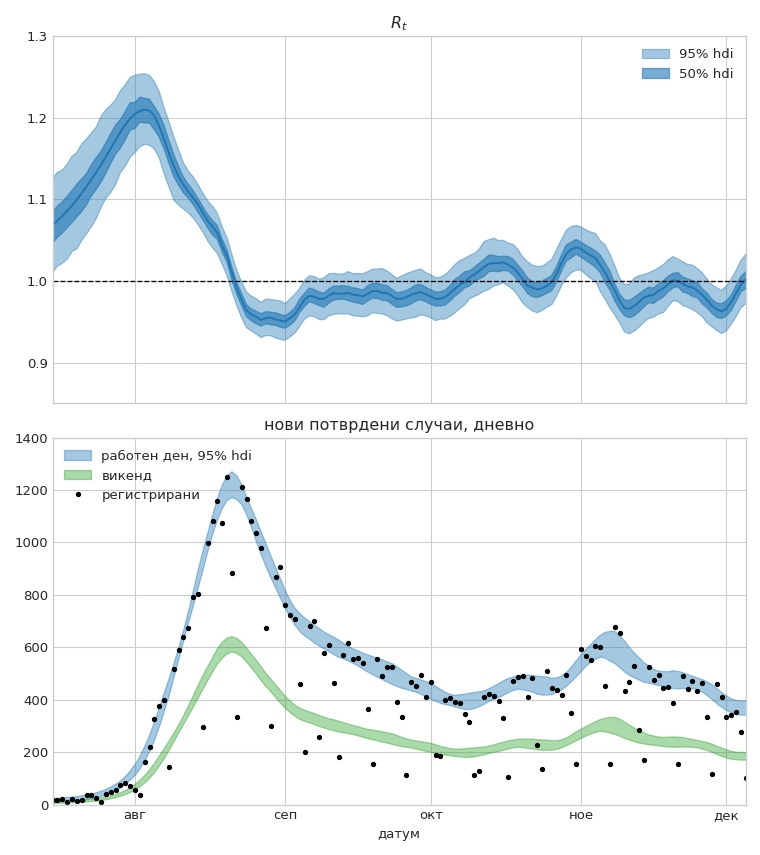 R_t
1.3
95% hdi
50% hdi
1.2
1.1
1.0
0.9
нови потврдени случаи, дневно
1400
работен ден, 95% hdi
викенд
регистрирани
1200
1000
800
600
400
200
0
авг сеп окт ное дек
датум